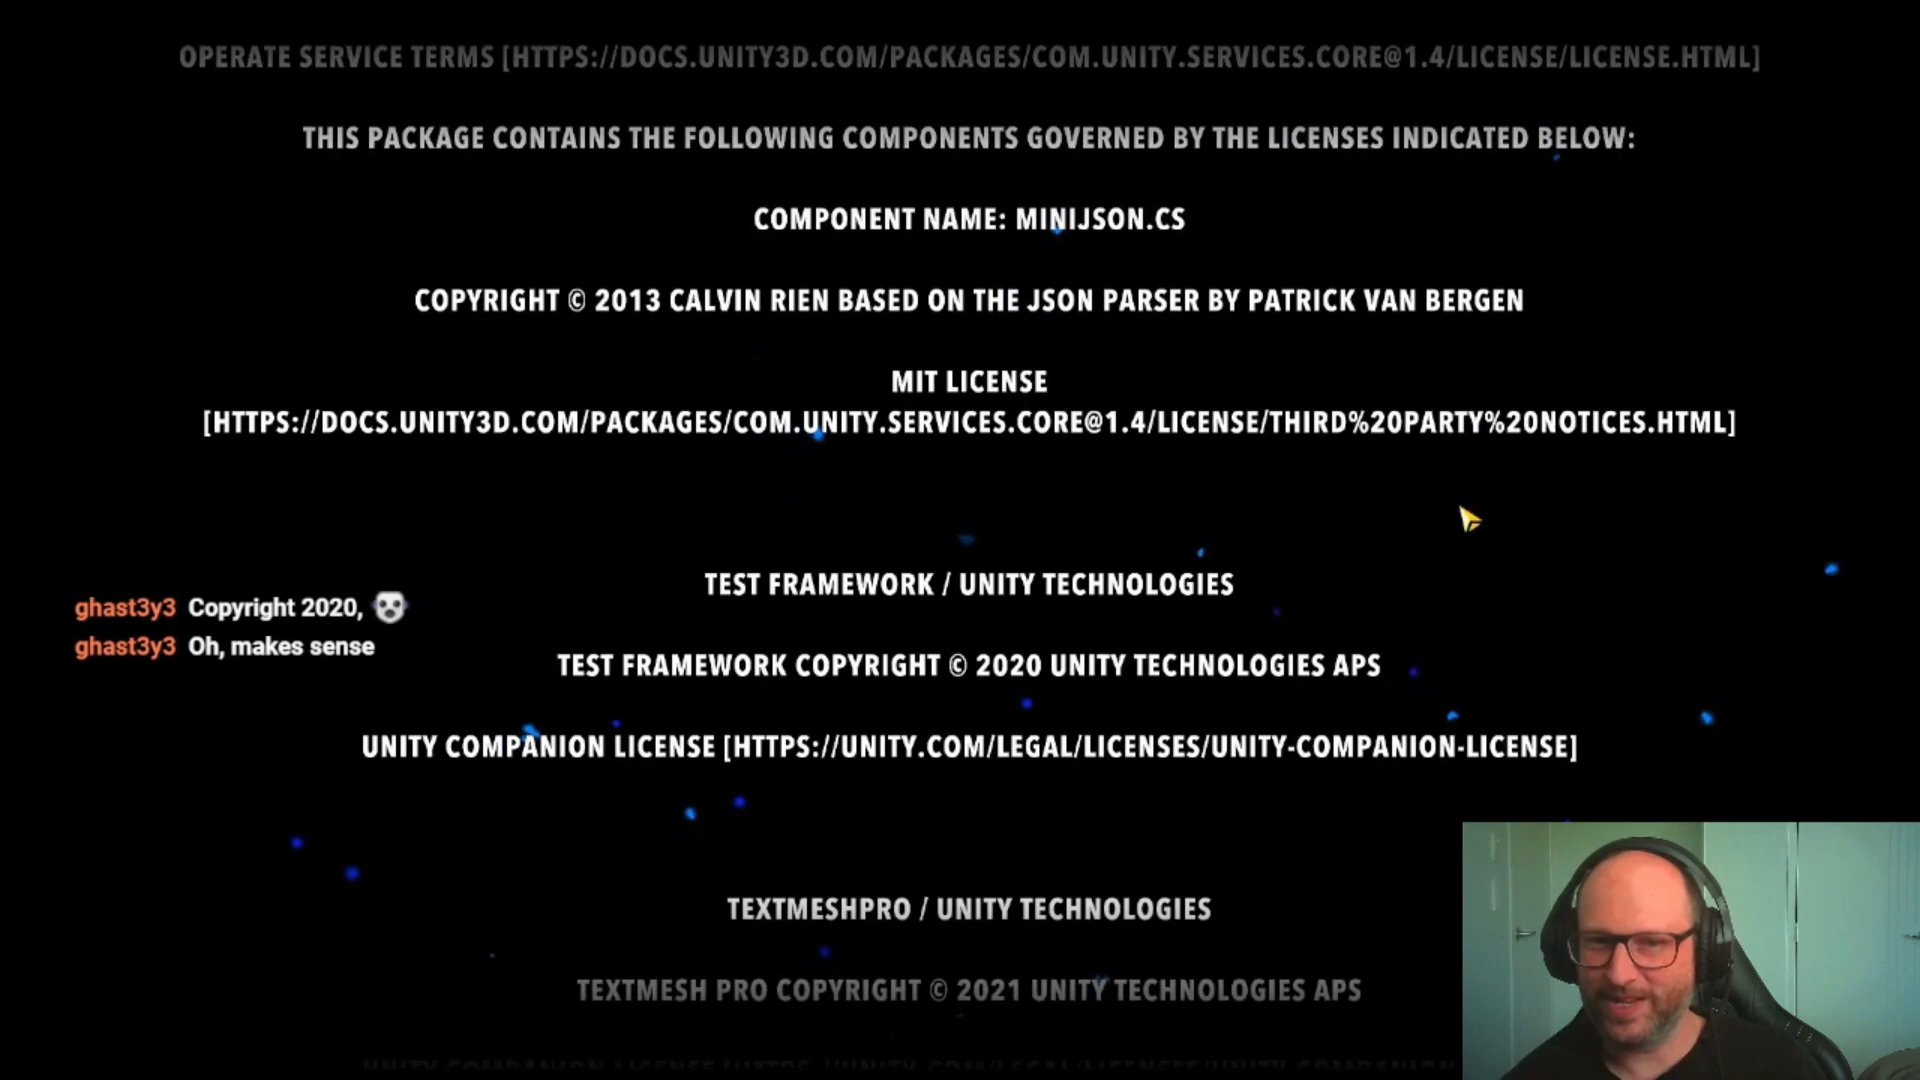 OPERATE SERVICE TERMS [HTTPS://DOCS.UNITY3D.COM/PACKAGES/COM.UNITY.SERVICES.CORE@1.4/LICENSE/LICENSE.HTML]
THIS PACKAGE CONTAINS THE FOLLOWING COMPONENTS GOVERNED BY THE LICENSES INDICATED BELOW:
COMPONENT NAME: MINIJSON.CS
COPYRIGHT © 2013 CALVIN RIEN BASED ON THE JSON PARSER BY PATRICK VAN BERGEN
MIT LICENSE
[HTTPS://DOCS.UNITY3D.COM/PACKAGES/COM.UNITY.SERVICES.CORE@1.4/LICENSE/THIRD%20PARTY%20NOTICES.HTML]
TEST FRAMEWORK / UNITY TECHNOLOGIES
ghast3y3 Copyright 2020,
ghast3y3 Oh, makes sense
TEST FRAMEWORK COPYRIGHT © 2020 UNITY TECHNOLOGIES APS
UNITY COMPANION LICENSE [HTTPS://UNITY.COM/LEGAL/LICENSES/UNITY-COMPANION-LICENSE]
TEXTMESHPRO / UNITY TECHNOLOGIES
TEXTMESH PRO COPYRIGHT © 2021 UNITY TECHNOLOGIES APS